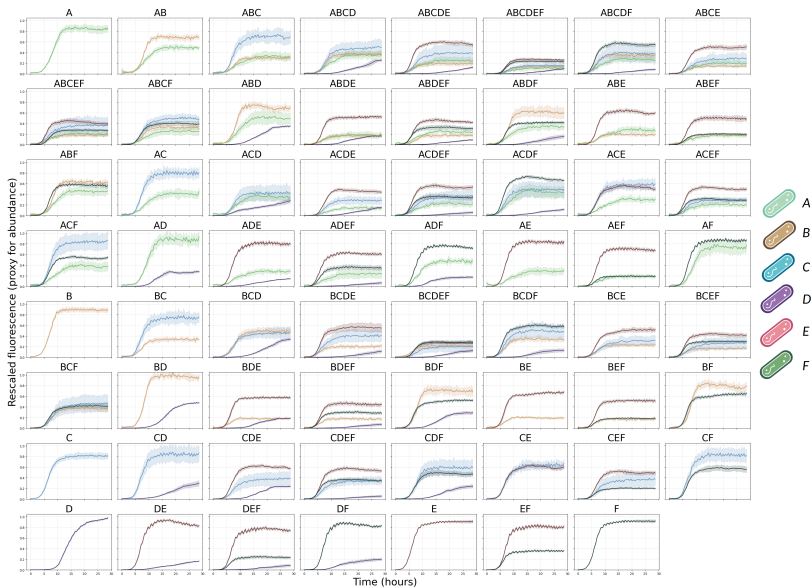 A AB ABC ABCD ABCDE ABCDEF ABCDF ABCE
ABCEF ABCF ABD ABDE ABDEF ABDF ABE ABEF
ABF AC ACD ACDE ACDEF ACDF ACE ACEF
A
B
C
D
E
F
Rescaled fluorescence (proxy for abundance)
ACF AD ADE ADEF ADF AE AEF AF
B BC BCD BCDE BCDEF BCDF BCE BCEF
BCF BD BDE BDEF BDF BE BEF BF
C CD CDE CDEF CDF CE CEF CF
D DE DEF DF E EF F
Time (hours)